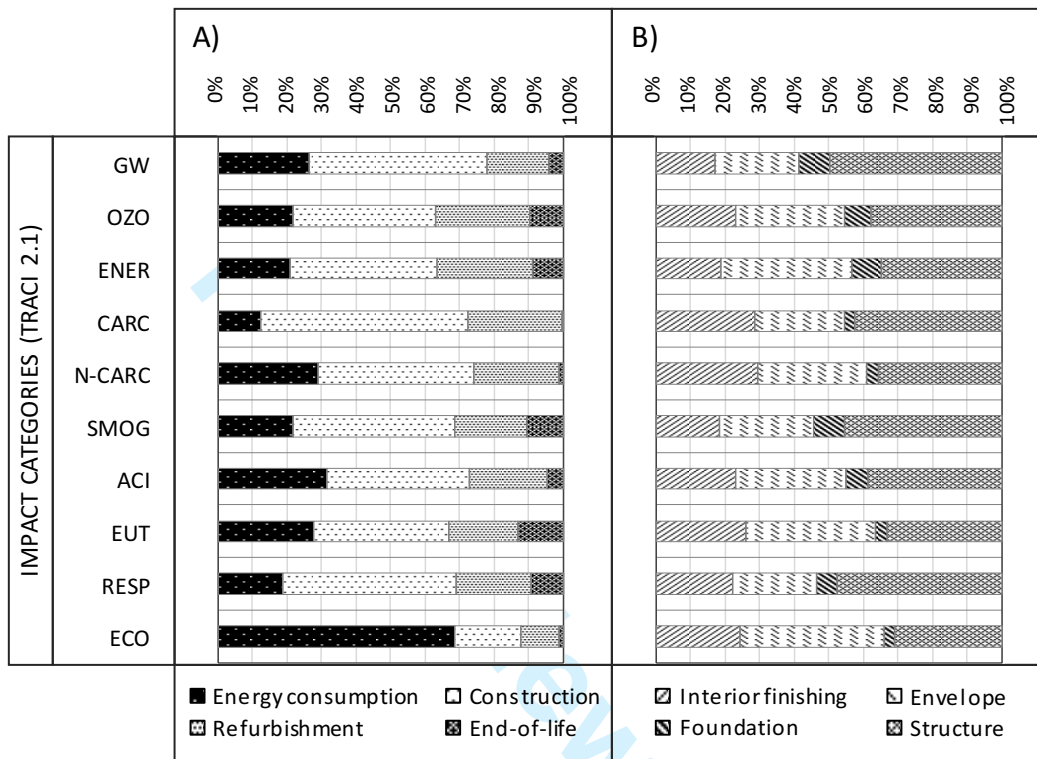 A)
B)
0% 10% 20% 30% 40% 50% 60% 70% 80% 90% 100%
0% 10% 20% 30% 40% 50% 60% 70% 80% 90% 100%
IMPACT CATEGORIES (TRACI 2.1)
GW
OZO
ENER
CARC
N-CARC
SMOG
ACI
EUT
RESP
ECO
Energy consumption Construction
Refurbishment End-of-life
Interior finishing Envelope
Foundation Structure